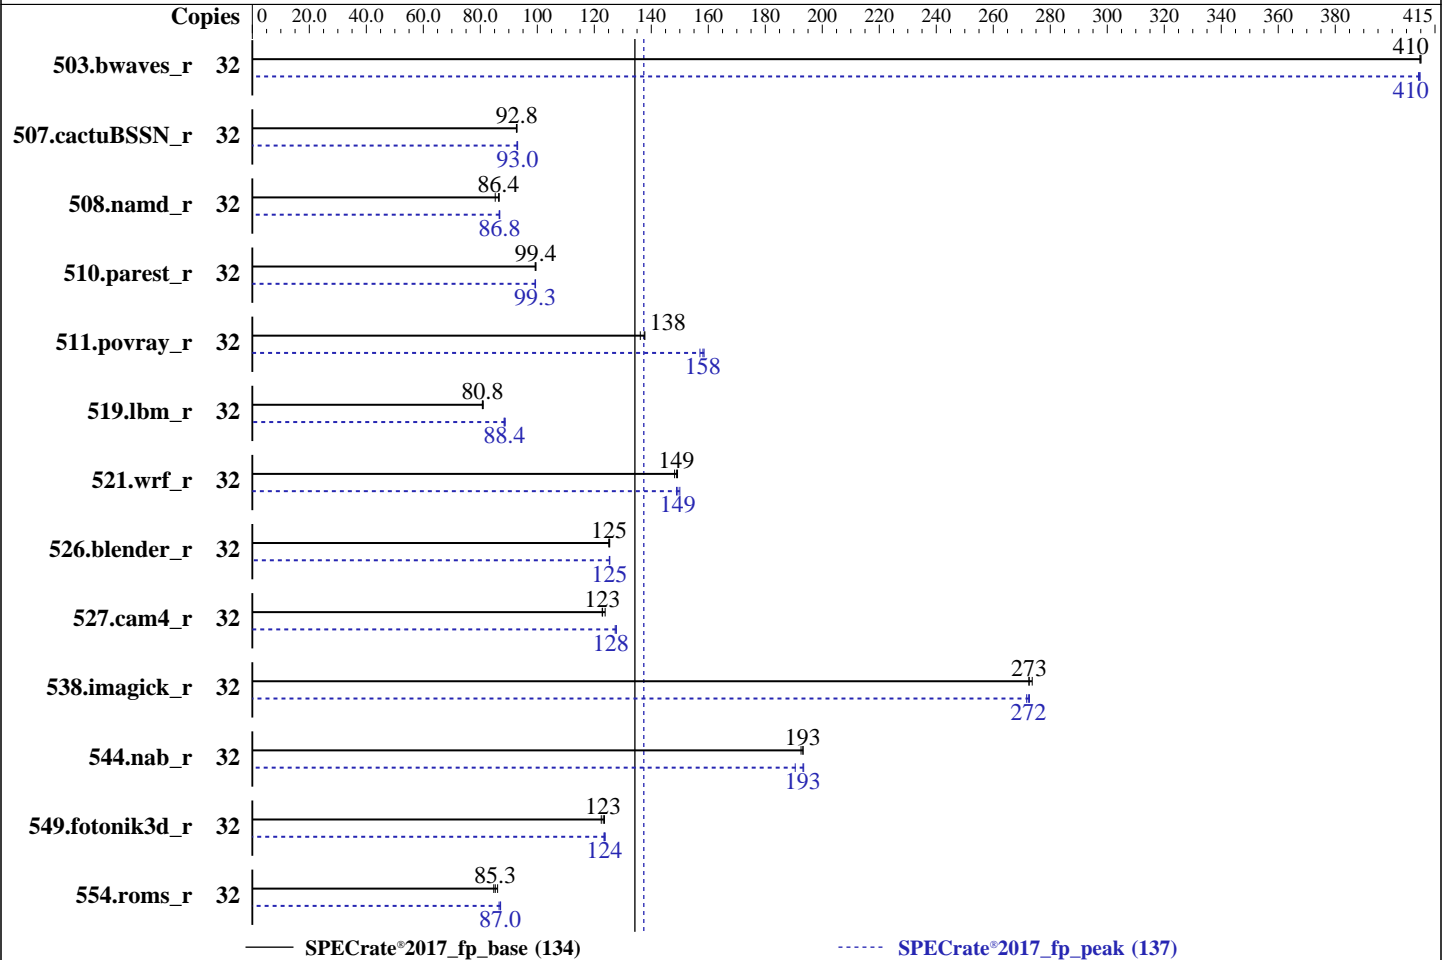 Copies 0 20.0 40.0 60.0 80.0 100 120 140 160 180 200 220 240 260 280 300 320 340 360 380 415
503.bwaves_r 32 410
410
507.cactuBSSN_r 32 92.8
93.0
508.namd_r 32 86.4
86.8
510.parest_r 32 99.4
99.3
511.povray_r 32 138
158
519.lbm_r 32 80.8
88.4
521.wrf_r 32 149
149
526.blender_r 32 125
125
527.cam4_r 32 123
128
538.imagick_r 32 273
272
544.nab_r 32 193
193
549.fotonik3d_r 32 123
124
554.roms_r 32 85.3
87.0
SPECrate®2017_fp_base (134) SPECrate®2017_fp_peak (137)